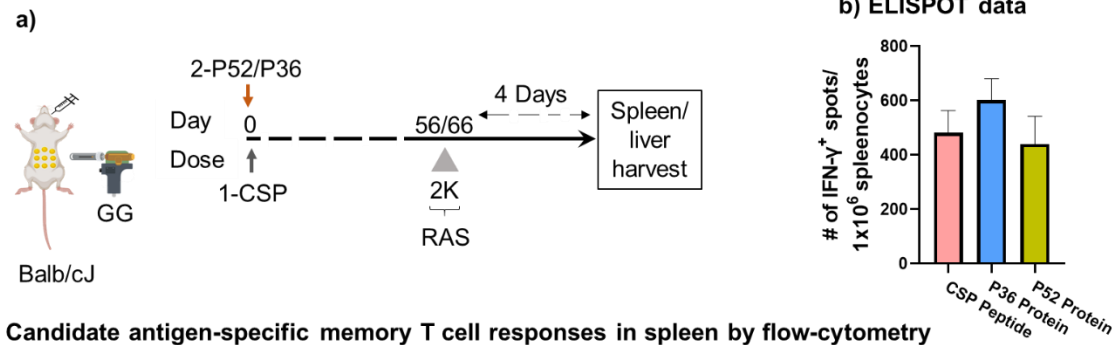 a)
2-P52/P36
Day 0 56/66 4 Days
Dose
1-CSP
2K
RAS
Spleen/
liver
harvest
GG
Balb/cJ
b) ELISPOT data
# of IFN-γ+ spots/
1x10⁶ spleenocytes
800
600
400
200
0
CSP Peptide
P36 Protein
P52 Protein
Candidate antigen-specific memory T cell responses in spleen by flow-cytometry